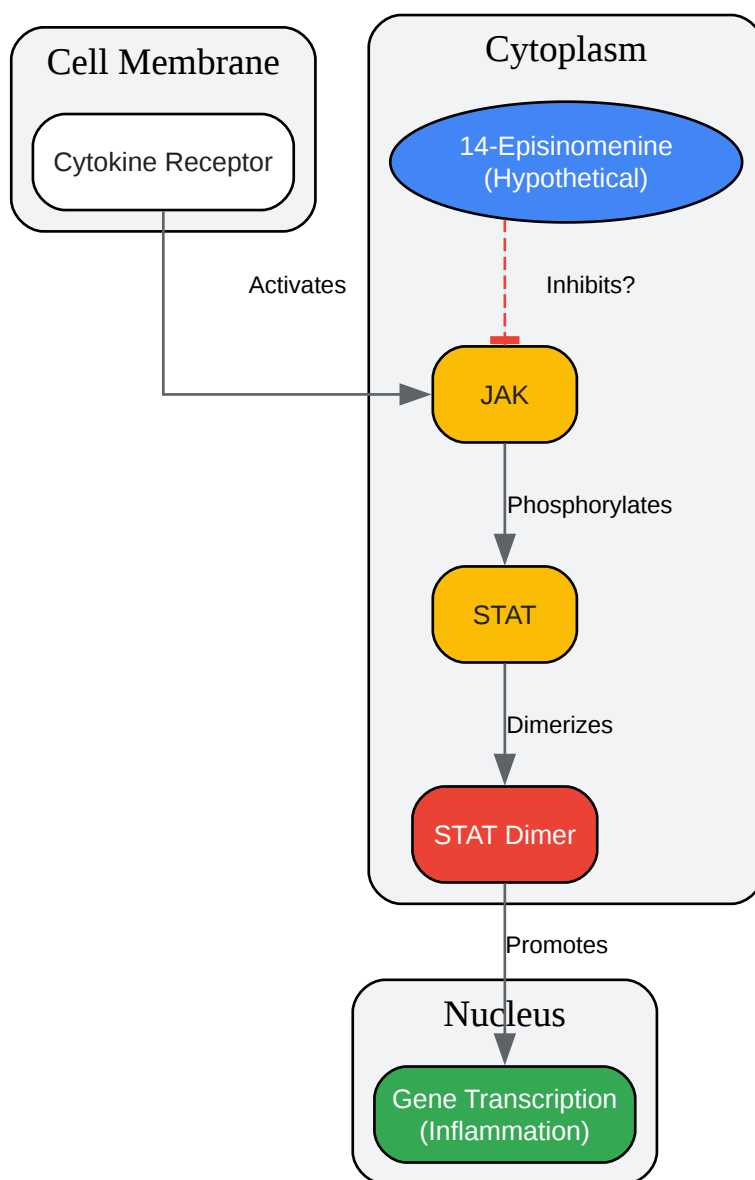 Cell Membrane
Cytokine Receptor
Cytoplasm
14-Episinomenine
(Hypothetical)
Activates
Inhibits?
JAK
Phosphorylates
STAT
Dimerizes
STAT Dimer
Promotes
Nucleus
Gene Transcription
(Inflammation)